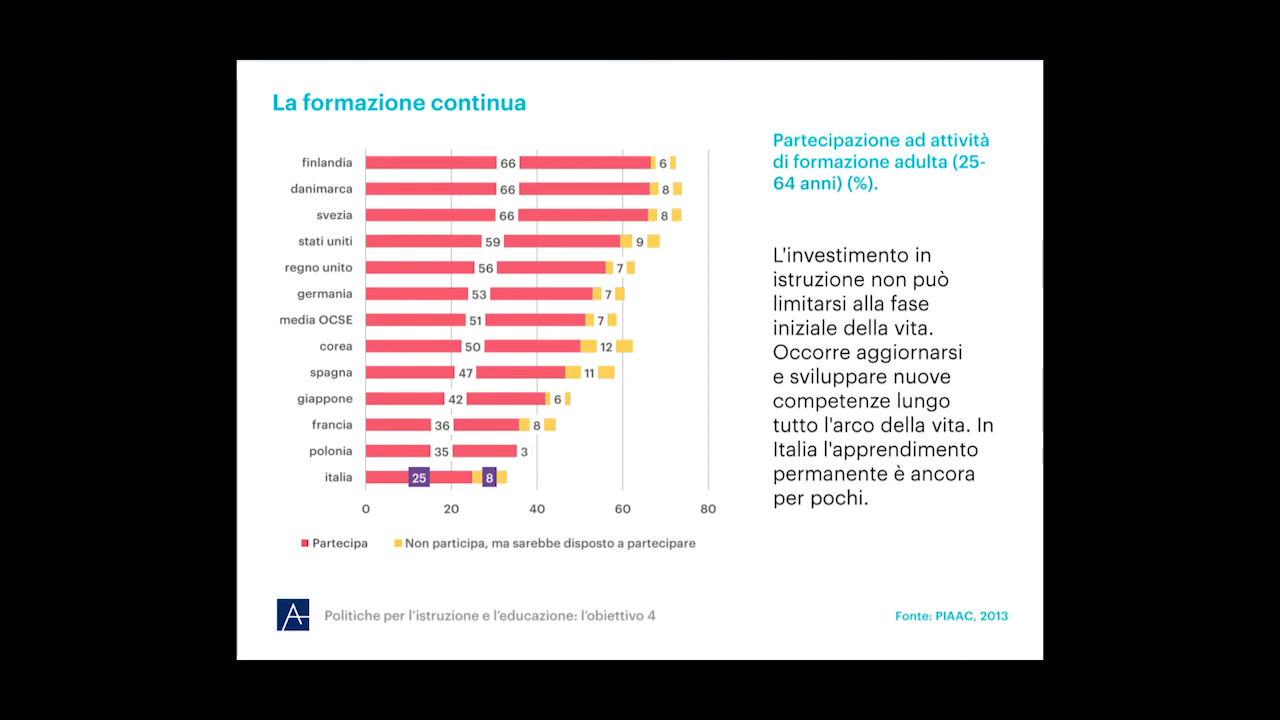 La formazione continua
Partecipazione ad attività
di formazione adulta (25-
64 anni) (%).
finlandia 66 6
danimarca 66 8
svezia 66 8
stati uniti 59 9
regno unito 56 7
germania 53 7
media OCSE 51 7
corea 50 12
spagna 47 11
giappone 42 6
francia 36 8
polonia 35 3
italia 25 8
0 20 40 60 80
Partecipa Non participa, ma sarebbe disposto a partecipare
L'investimento in
istruzione non può
limitarsi alla fase
iniziale della vita.
Occorre aggiornarsi
e sviluppare nuove
competenze lungo
tutto l'arco della vita. In
Italia l'apprendimento
permanente è ancora
per pochi.
Politiche per l'istruzione e l'educazione: l'obiettivo 4
Fonte: PIAAC, 2013